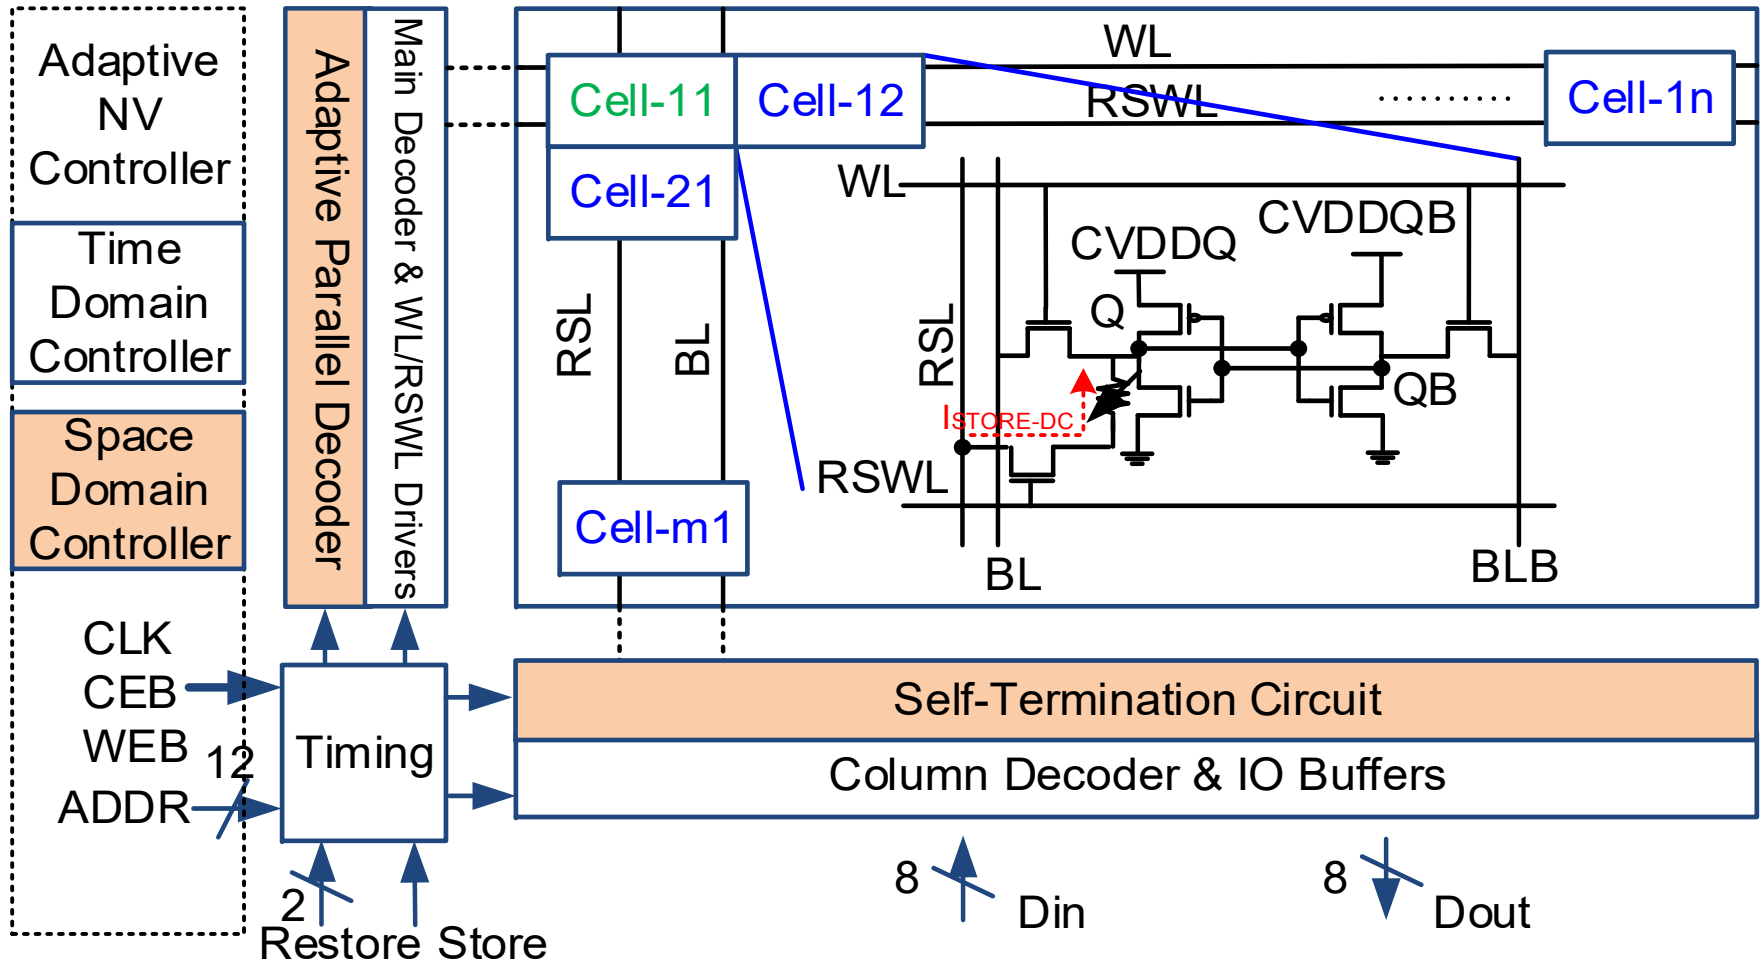 Adaptive
NV
Controller
Time
Domain
Controller
Space
Domain
Controller
CLK
CEB
WEB
12
ADDR
Adaptive Parallel Decoder
Main Decoder & WL/RSWL Drivers
Timing
2
Restore Store
Cell-11
Cell-12
WL
RSWL
........
Cell-1n
Cell-21
RSL
BL
Cell-m1
WL
CVDDQ
CVDDQB
Q
QB
RSL
ISTORE-DC
RSWL
BL
BLB
Self-Termination Circuit
Column Decoder & IO Buffers
8
Din
8
Dout